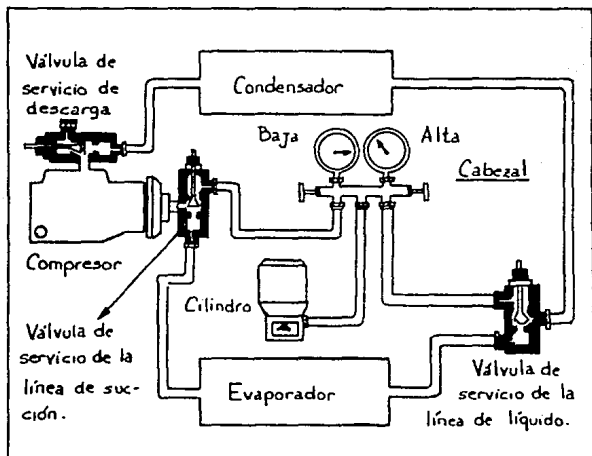 Válvula de
servicio de
descarga
Condensador
Baja
Alta
Cabezal
Compresor
Cilindro
Válvula de
servicio de la
línea de suc-
ción.
Evaporador
Válvula de
servicio de la
línea de líquido.